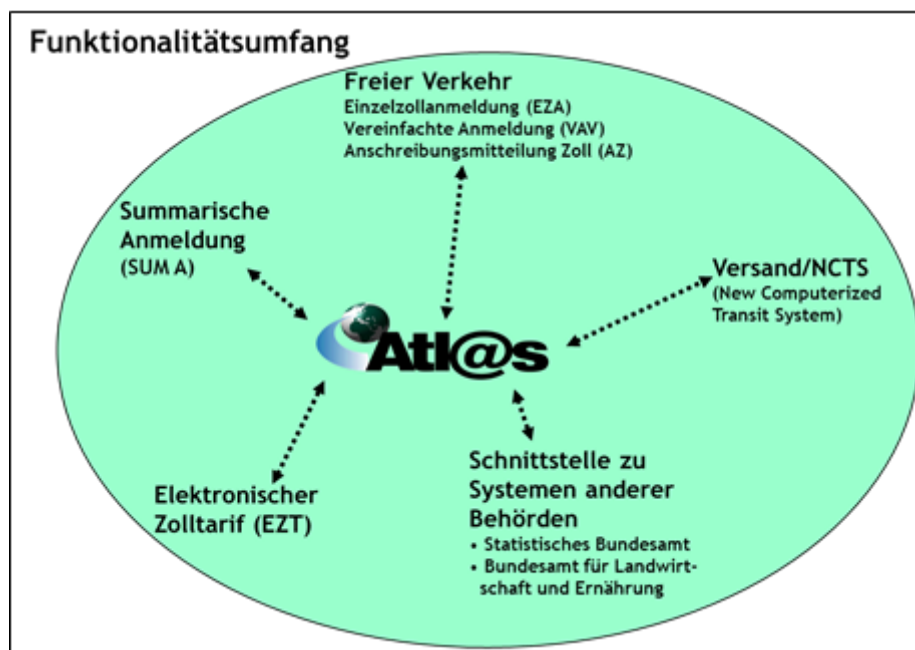 Funktionalitätsumfang
Freier Verkehr
Einzelzollanmeldung (EZA)
Vereinfachte Anmeldung (VAV)
Anschreibungsmitteilung Zoll (AZ)
Summarische
Anmeldung
(SUM A)
Versand/NCTS
(New Computerized
Transit System)
Atl@s
Elektronischer
Zolltarif (EZT)
Schnittstelle zu
Systemen anderer
Behörden
• Statistisches Bundesamt
• Bundesamt für Landwirt-
schaft und Ernährung